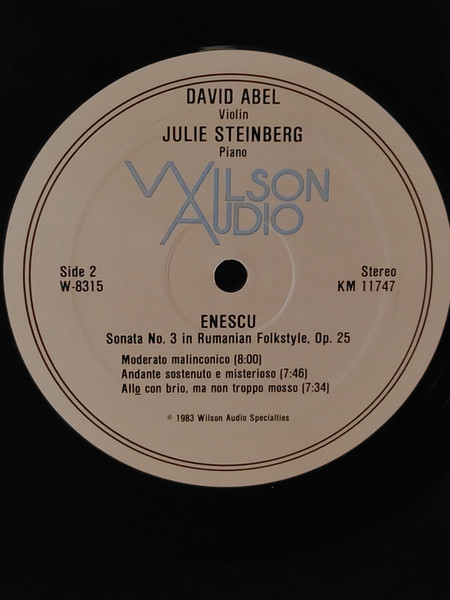 DAVID ABEL
Violin
JULIE STEINBERG
Piano
WILSON
AUDIO
Side 2
W-8315
Stereo
KM 11747
ENESCU
Sonata No. 3 in Rumanian Folkstyle, Op. 25
Moderato malinconico (8:00)
Andante sostenuto e misterioso (7:46)
Allo con brio, ma non troppo mosso (7:34)
© 1983 Wilson Audio Specialties